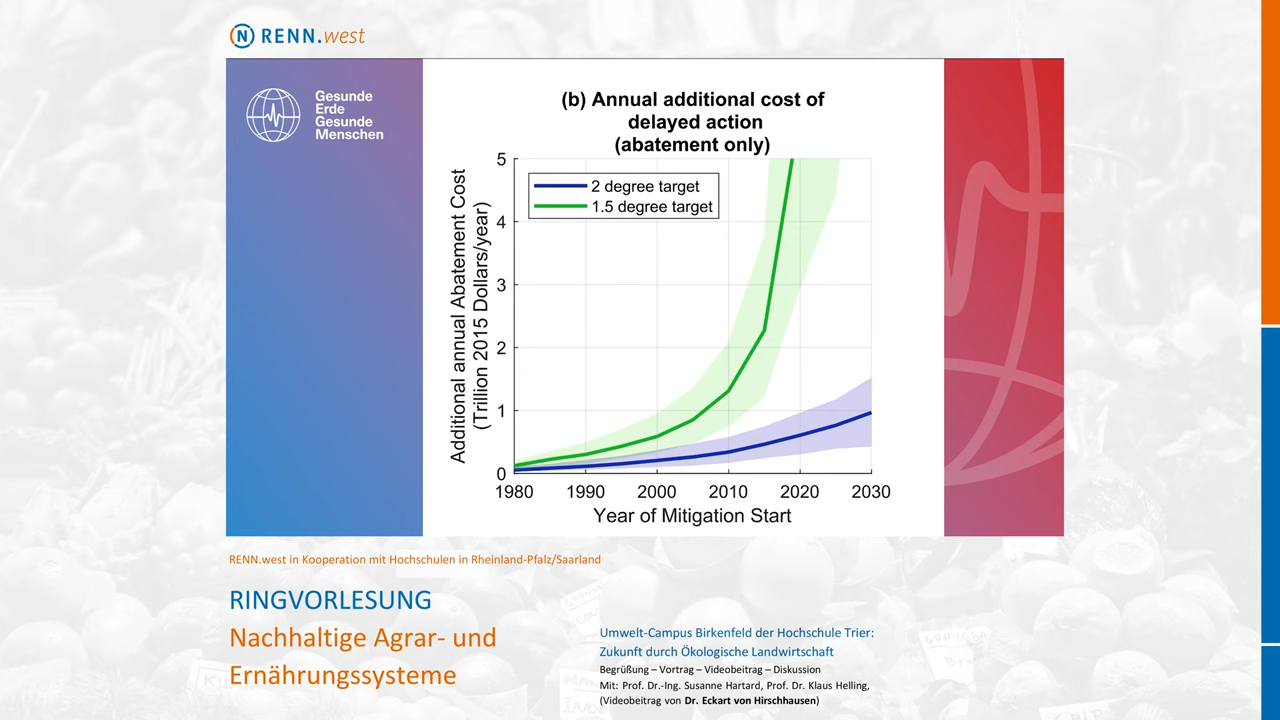 RENN.west
Gesunde
Erde
Gesunde
Menschen
(b) Annual additional cost of
delayed action
(abatement only)
Additional annual Abatement Cost
(Trillion 2015 Dollars/year)
5
4
3
2
1
0
2 degree target
1.5 degree target
1980 1990 2000 2010 2020 2030
Year of Mitigation Start
RENN.west in Kooperation mit Hochschulen in Rheinland-Pfalz/Saarland
RINGVORLESUNG
Nachhaltige Agrar- und
Ernährungssysteme
Umwelt-Campus Birkenfeld der Hochschule Trier:
Zukunft durch Ökologische Landwirtschaft
Begrüßung – Vortrag – Videobeitrag – Diskussion
Mit: Prof. Dr.-Ing. Susanne Hartard, Prof. Dr. Klaus Helling,
(Videobeitrag von Dr. Eckart von Hirschhausen)